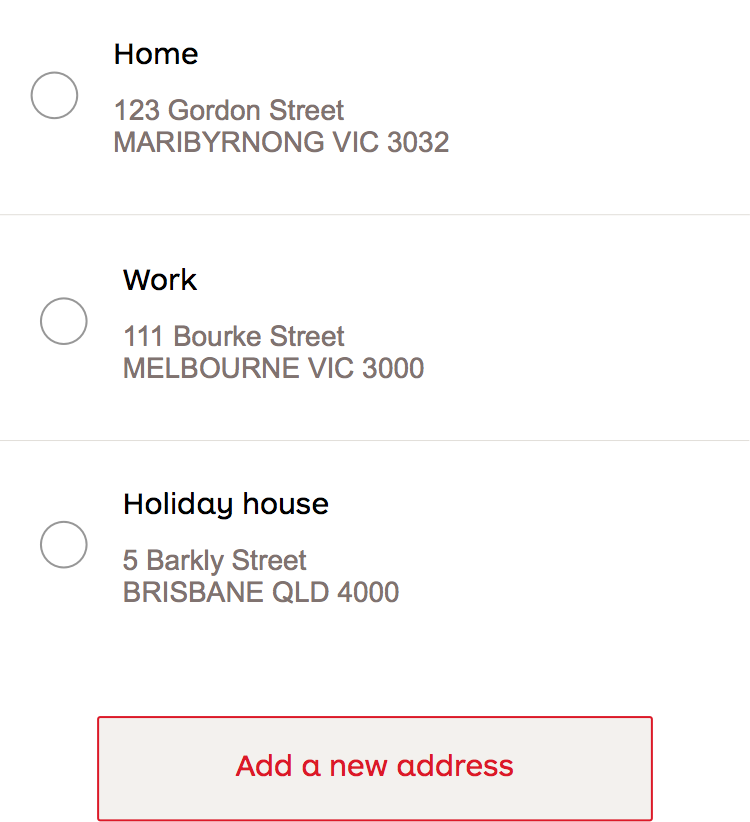 Home
123 Gordon Street
MARIBYRNONG VIC 3032
Work
111 Bourke Street
MELBOURNE VIC 3000
Holiday house
5 Barkly Street
BRISBANE QLD 4000
Add a new address